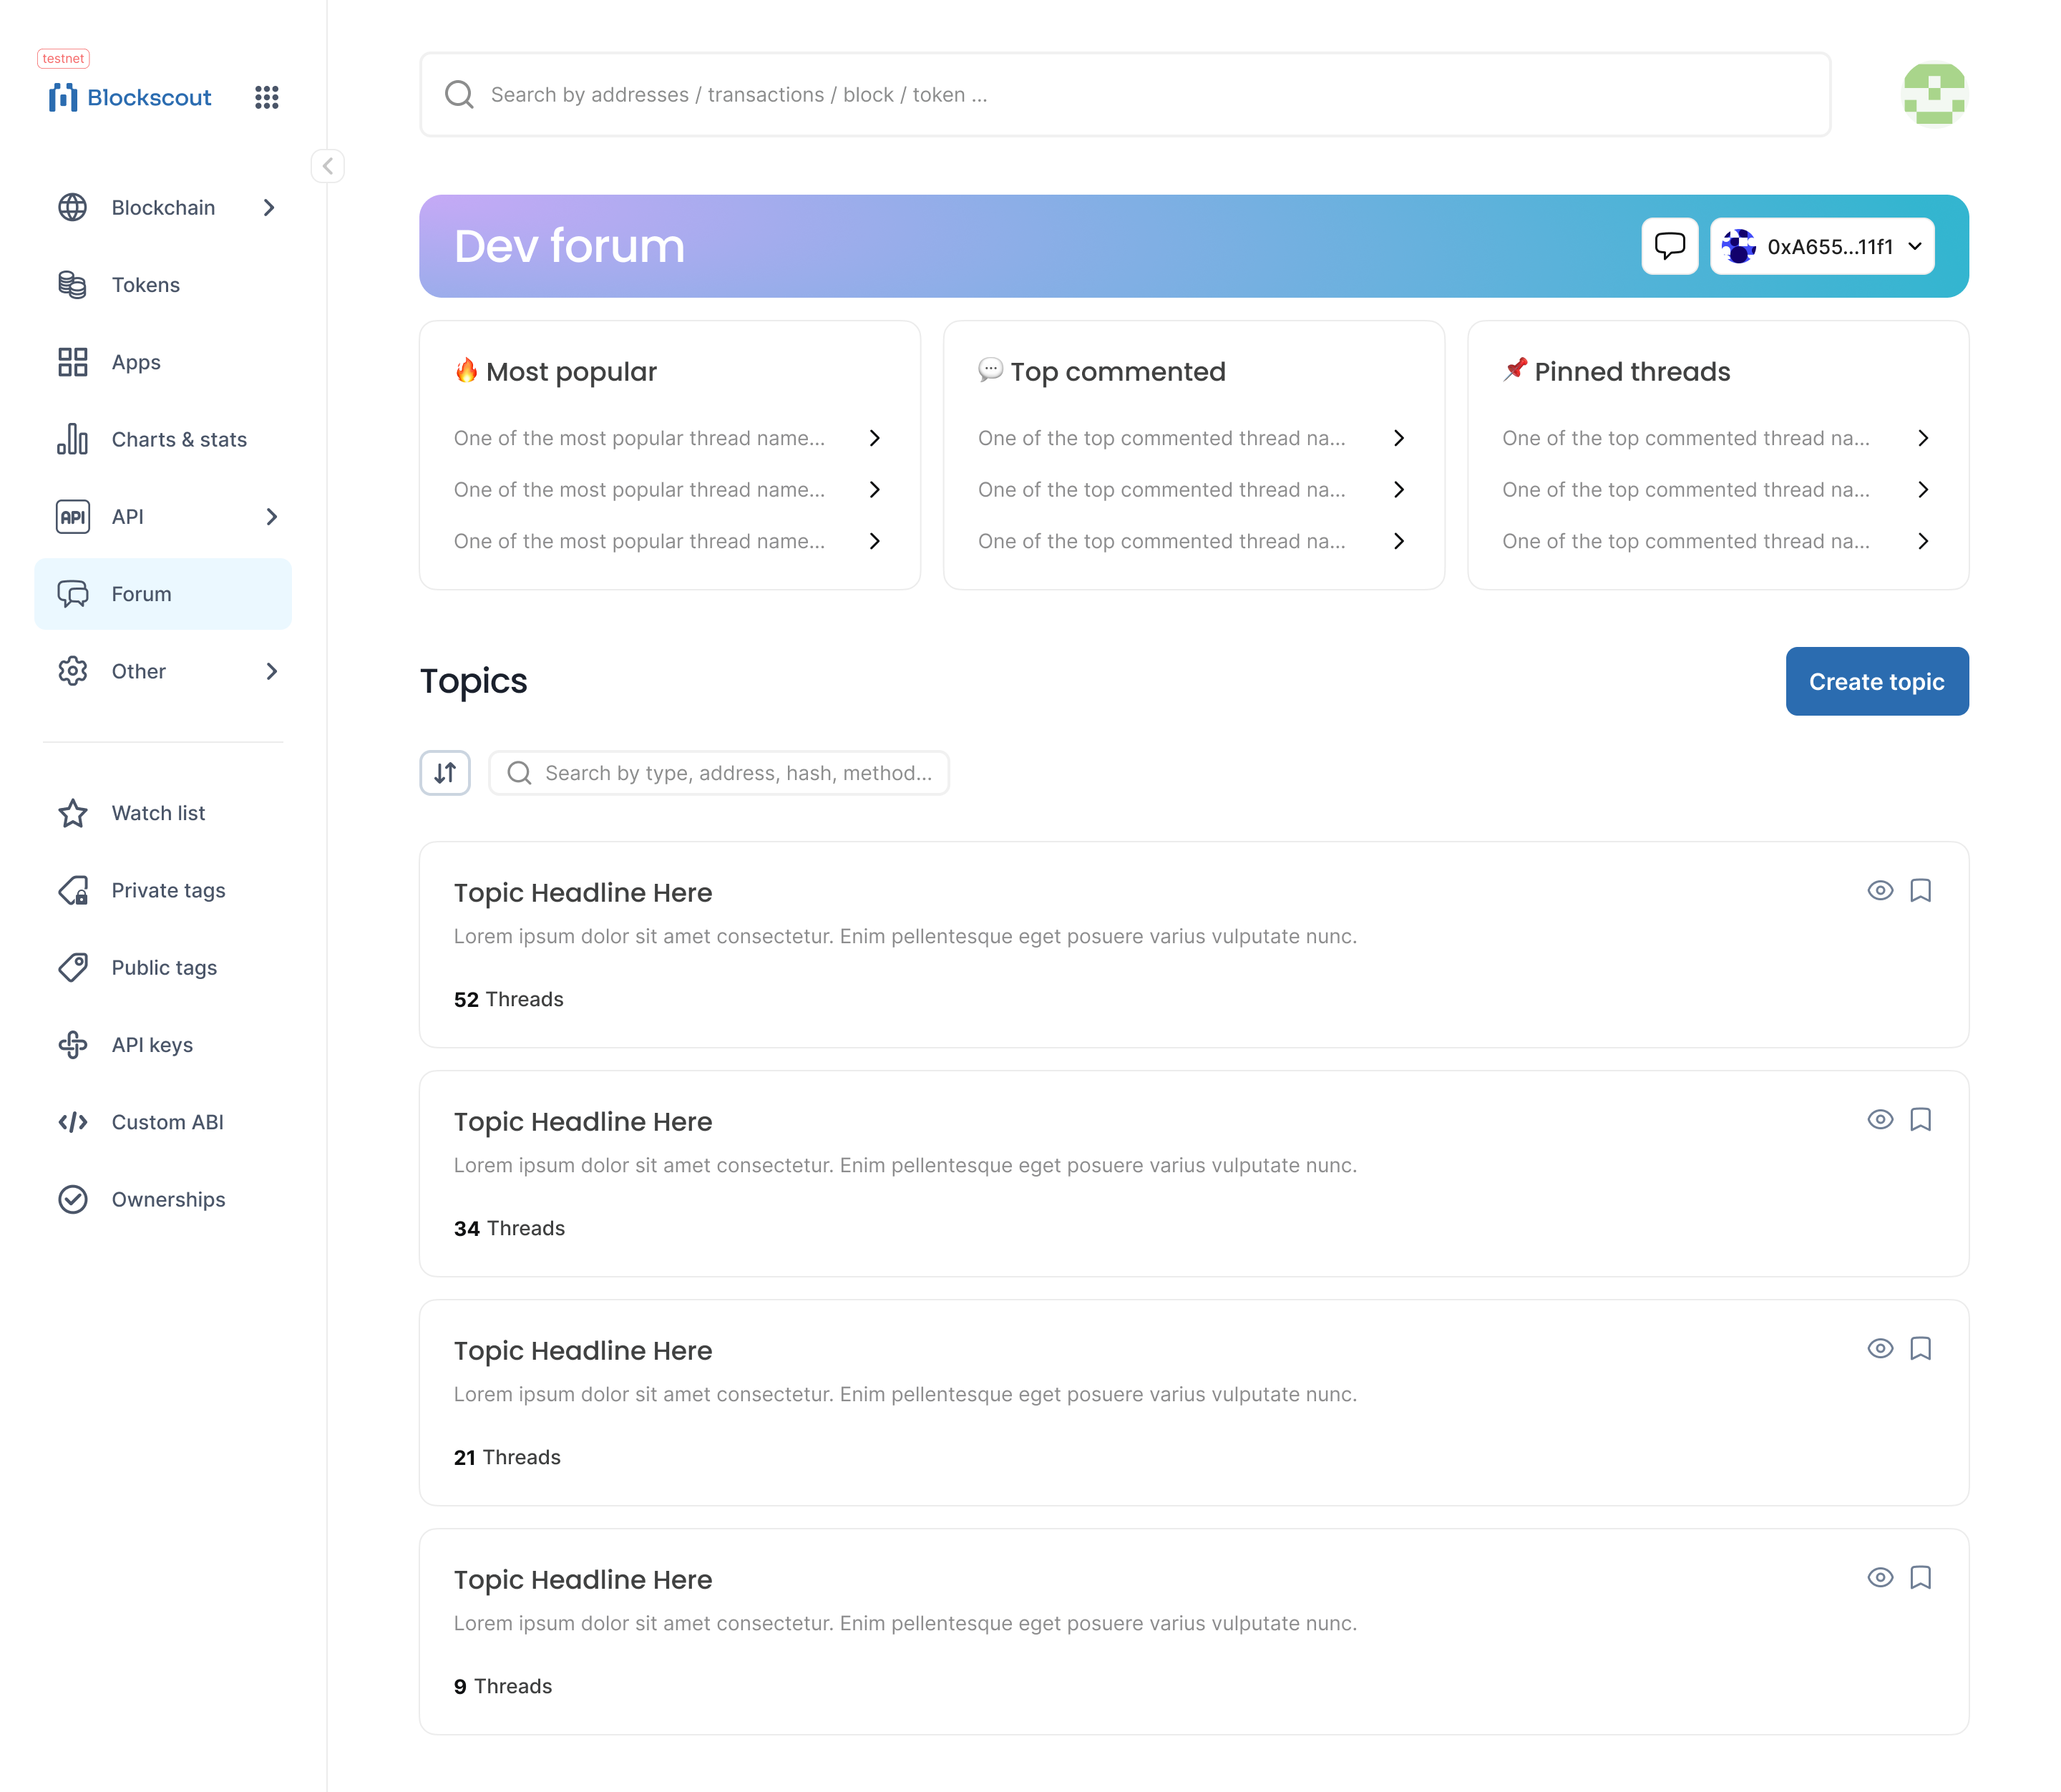 testnet
Blockscout
Blockchain
Tokens
Apps
Charts & stats
API
API
Forum
Other
Watch list
Private tags
Public tags
API keys
Custom ABI
Ownerships
Search by addresses / transactions / block / token ...
Dev forum
0xA655...11f1
Most popular
One of the most popular thread name...
One of the most popular thread name...
One of the most popular thread name...
Top commented
One of the top commented thread na...
One of the top commented thread na...
One of the top commented thread na...
Pinned threads
One of the top commented thread na...
One of the top commented thread na...
One of the top commented thread na...
Topics
Create topic
Search by type, address, hash, method...
Topic Headline Here
Lorem ipsum dolor sit amet consectetur. Enim pellentesque eget posuere varius vulputate nunc.
52 Threads
Topic Headline Here
Lorem ipsum dolor sit amet consectetur. Enim pellentesque eget posuere varius vulputate nunc.
34 Threads
Topic Headline Here
Lorem ipsum dolor sit amet consectetur. Enim pellentesque eget posuere varius vulputate nunc.
21 Threads
Topic Headline Here
Lorem ipsum dolor sit amet consectetur. Enim pellentesque eget posuere varius vulputate nunc.
9 Threads